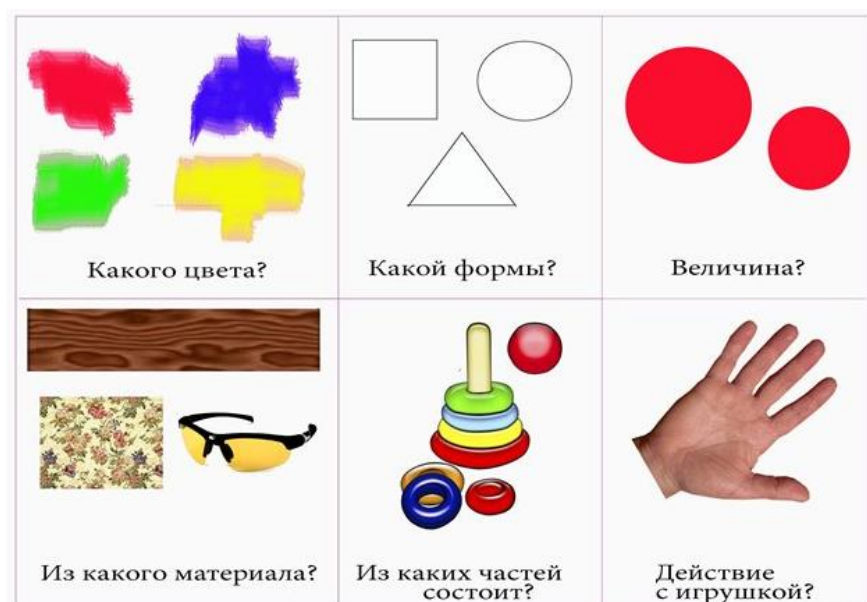 Какого цвета?
Какой формы?
Величина?
Из какого материала?
Из каких частей
состоит?
Действие
с игрушкой?